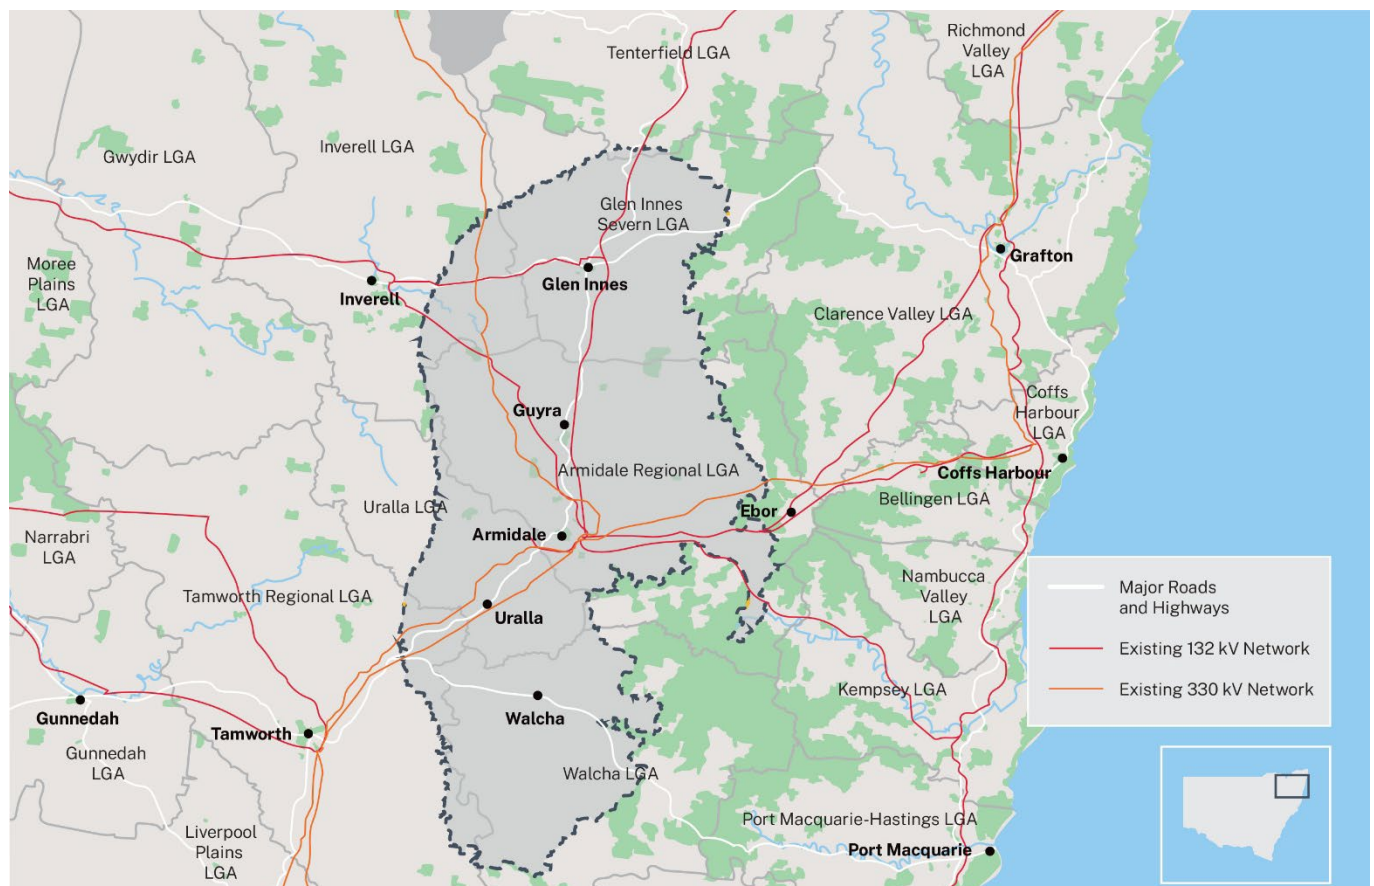 Richmond
Valley
LGA
Tenterfield LGA
Inverell LGA
Gwydir LGA
Glen Innes
Severn LGA
Moree
Plains
LGA
Grafton
Inverell
Glen Innes
Clarence Valley LGA
Coffs
Harbour
LGA
Guyra
Armidale Regional LGA
Coffs Harbour
Uralla LGA
Bellingen LGA
Ebor
Narrabri
LGA
Armidale
Nambucca
Valley
LGA
Tamworth Regional LGA
Uralla
Major Roads
and Highways
Existing 132 kV Network
Existing 330 kV Network
Kempsey LGA
Gunnedah
Walcha
Tamworth
Gunnedah
LGA
Walcha LGA
Liverpool
Plains
LGA
Port Macquarie-Hastings LGA
Port Macquarie